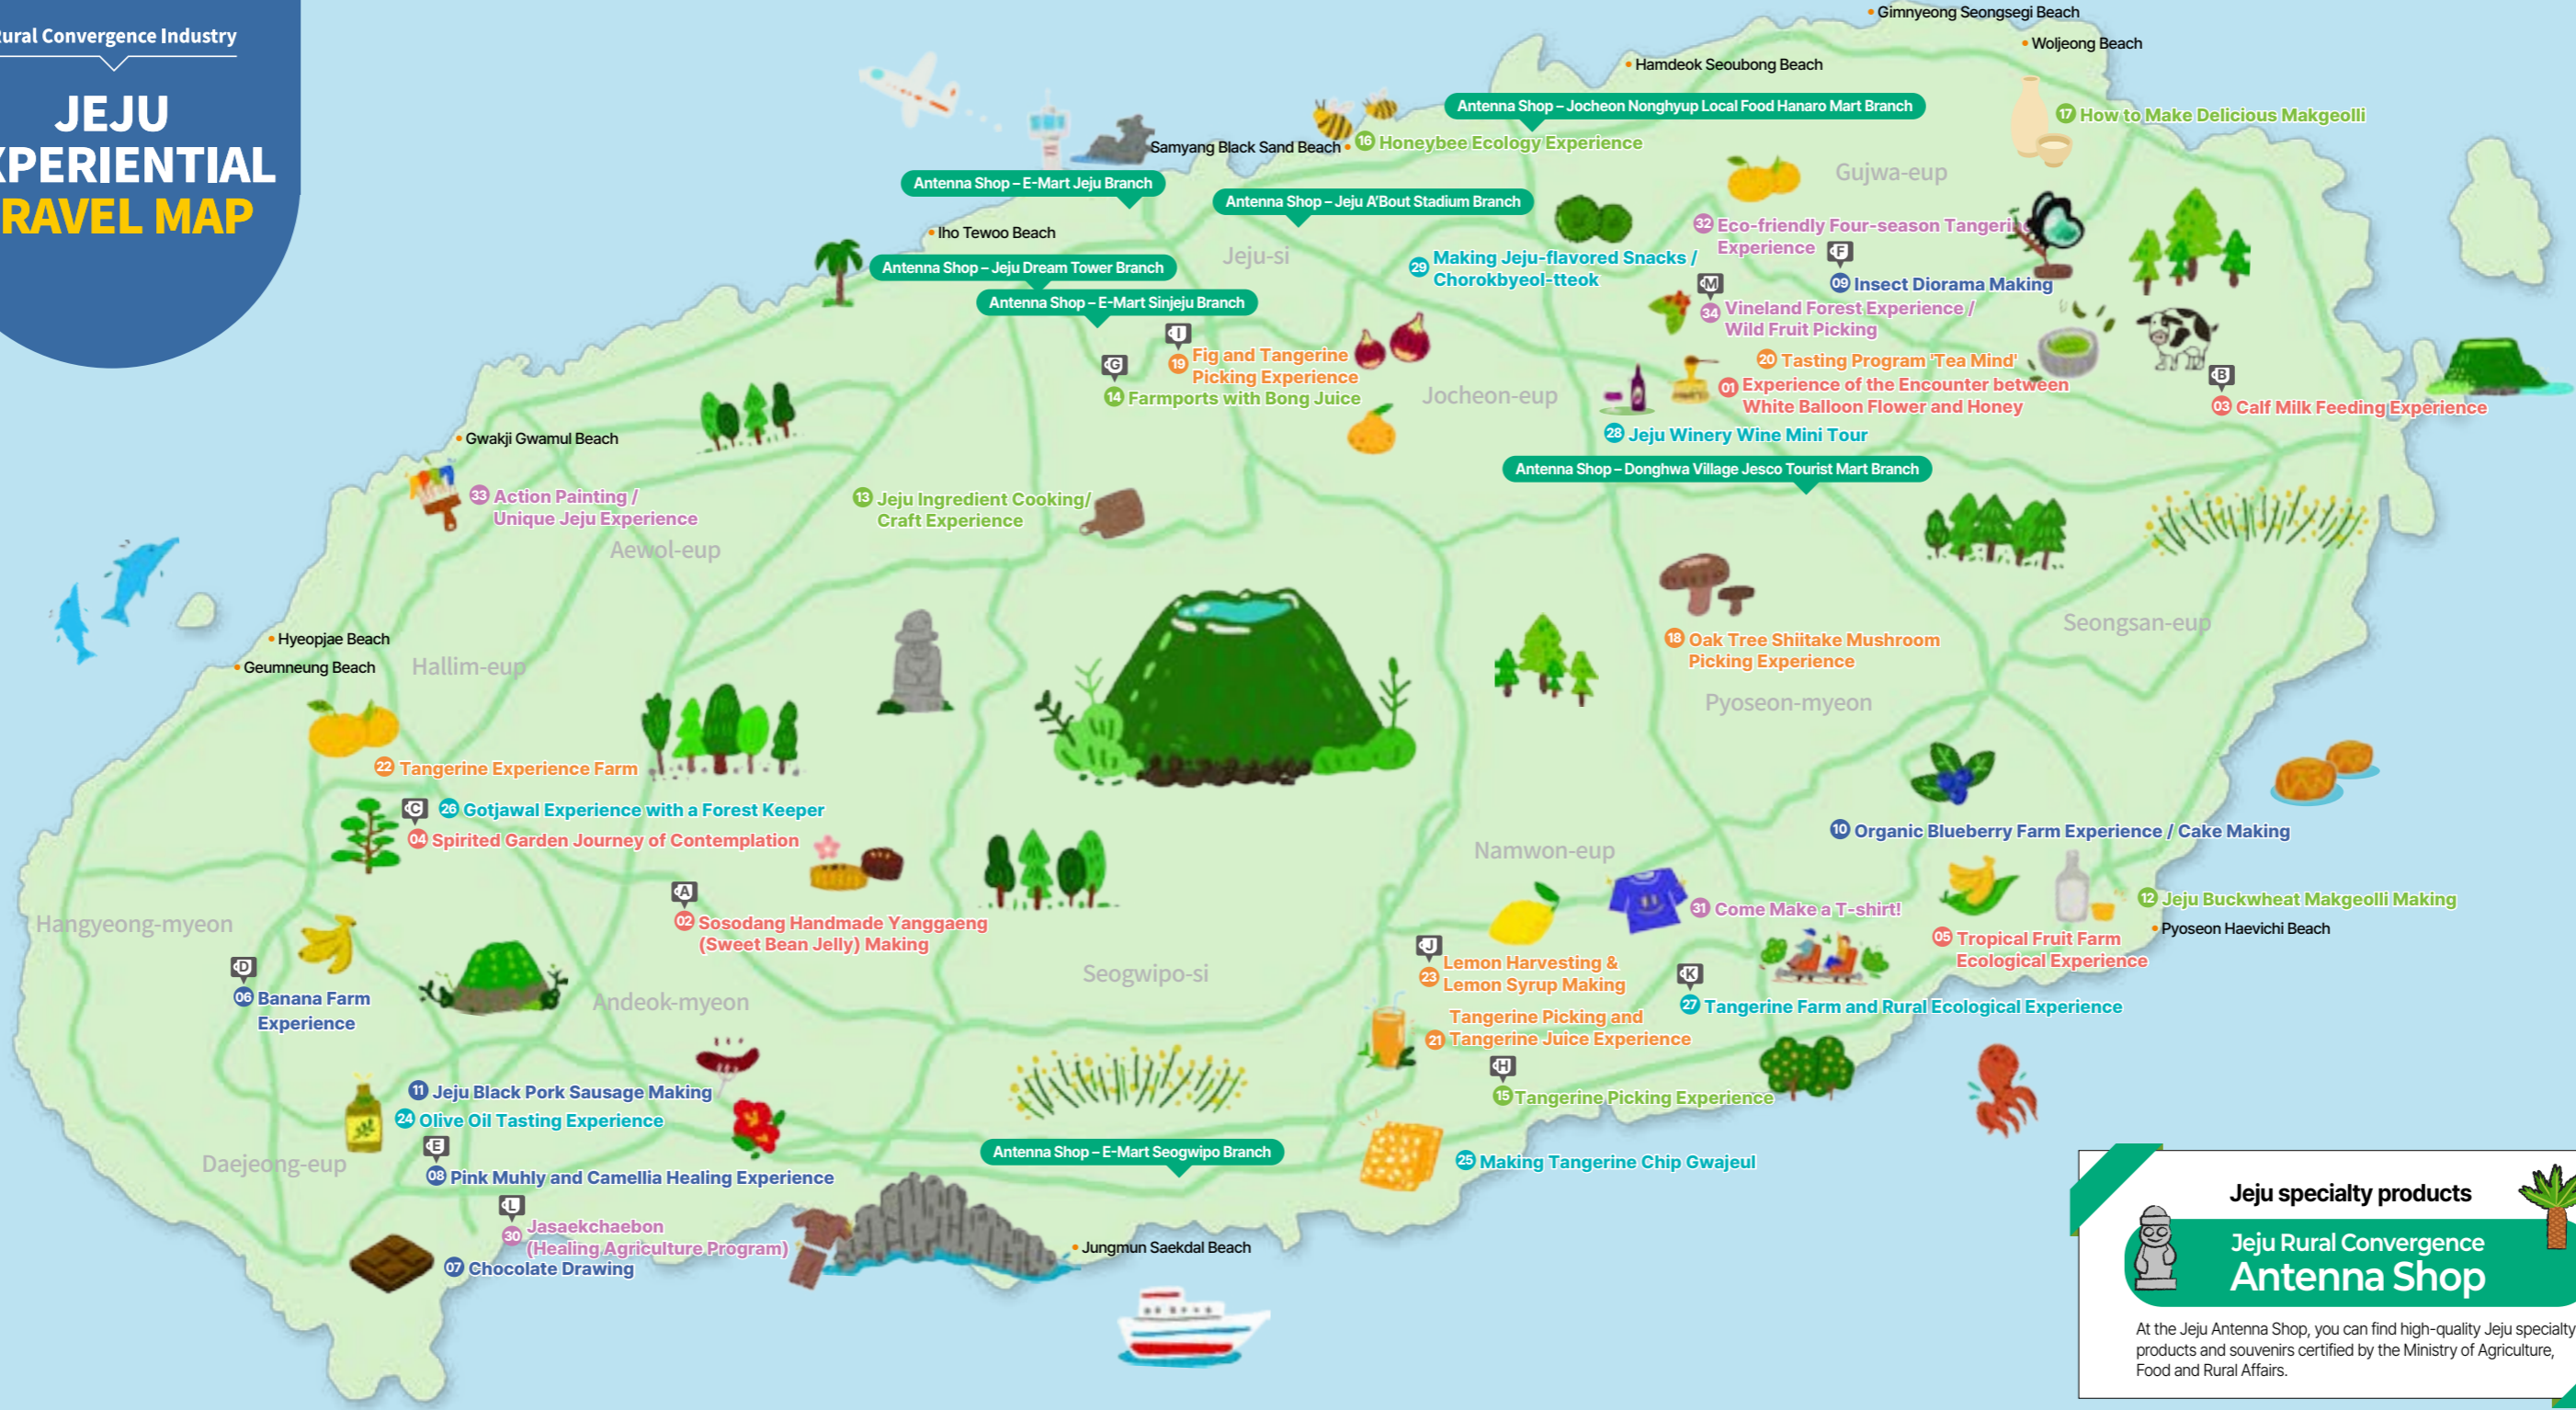 Rural Convergence Industry
JEJU
EXPERIENTIAL
TRAVEL MAP
Gimnyeong Seongsegi Beach
Woljeong Beach
Hamdeok Seoubong Beach
Antenna Shop – Jocheon Nonghyup Local Food Hanaro Mart Branch
17 How to Make Delicious Makgeolli
Samyang Black Sand Beach
16 Honeybee Ecology Experience
Gujwa-eup
Antenna Shop – E-Mart Jeju Branch
Antenna Shop – Jeju A'Bout Stadium Branch
Iho Tewoo Beach
Jeju-si
32 Eco-friendly Four-season Tangerine
Experience
F
29 Making Jeju-flavored Snacks /
Chorokbyeol-tteok
Antenna Shop – Jeju Dream Tower Branch
09 Insect Diorama Making
Antenna Shop – E-Mart Sinjeju Branch
M
34 Vineland Forest Experience /
Wild Fruit Picking
I
19 Fig and Tangerine
Picking Experience
G
14 Farmports with Bong Juice
20 Tasting Program 'Tea Mind'
01 Experience of the Encounter between
White Balloon Flower and Honey
B
03 Calf Milk Feeding Experience
Jocheon-eup
28 Jeju Winery Wine Mini Tour
Gwakji Gwamul Beach
Antenna Shop – Donghwa Village Jesco Tourist Mart Branch
33 Action Painting /
Unique Jeju Experience
13 Jeju Ingredient Cooking/
Craft Experience
Aewol-eup
Hyeopjae Beach
Geumneung Beach
Hallim-eup
18 Oak Tree Shiitake Mushroom
Picking Experience
Seongsan-eup
Pyoseon-myeon
22 Tangerine Experience Farm
C
26 Gotjawal Experience with a Forest Keeper
04 Spirited Garden Journey of Contemplation
10 Organic Blueberry Farm Experience / Cake Making
Namwon-eup
A
02 Sosodang Handmade Yanggaeng
(Sweet Bean Jelly) Making
12 Jeju Buckwheat Makgeolli Making
31 Come Make a T-shirt!
Pyoseon Haevichi Beach
Hangyeong-myeon
05 Tropical Fruit Farm
Ecological Experience
D
06 Banana Farm
Experience
J
23 Lemon Harvesting &
Lemon Syrup Making
K
27 Tangerine Farm and Rural Ecological Experience
Seogwipo-si
Andeok-myeon
21 Tangerine Picking and
Tangerine Juice Experience
H
15 Tangerine Picking Experience
11 Jeju Black Pork Sausage Making
24 Olive Oil Tasting Experience
E
08 Pink Muhly and Camellia Healing Experience
Daejeong-eup
Antenna Shop – E-Mart Seogwipo Branch
25 Making Tangerine Chip Gwajeul
L
30 Jasaekchaebon
(Healing Agriculture Program)
07 Chocolate Drawing
Jungmun Saekdal Beach
Jeju specialty products
Jeju Rural Convergence
Antenna Shop
At the Jeju Antenna Shop, you can find high-quality Jeju specialty
products and souvenirs certified by the Ministry of Agriculture,
Food and Rural Affairs.